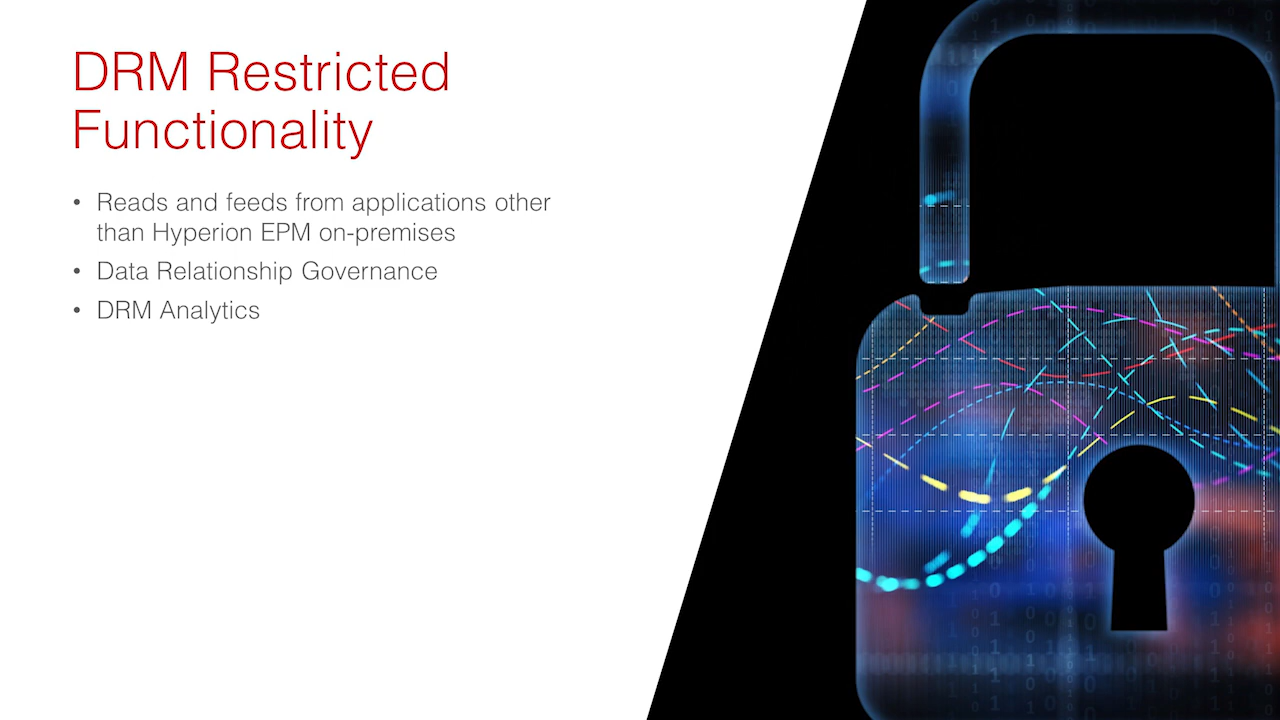 DRM Restricted
Functionality
• Reads and feeds from applications other
than Hyperion EPM on-premises
• Data Relationship Governance
• DRM Analytics